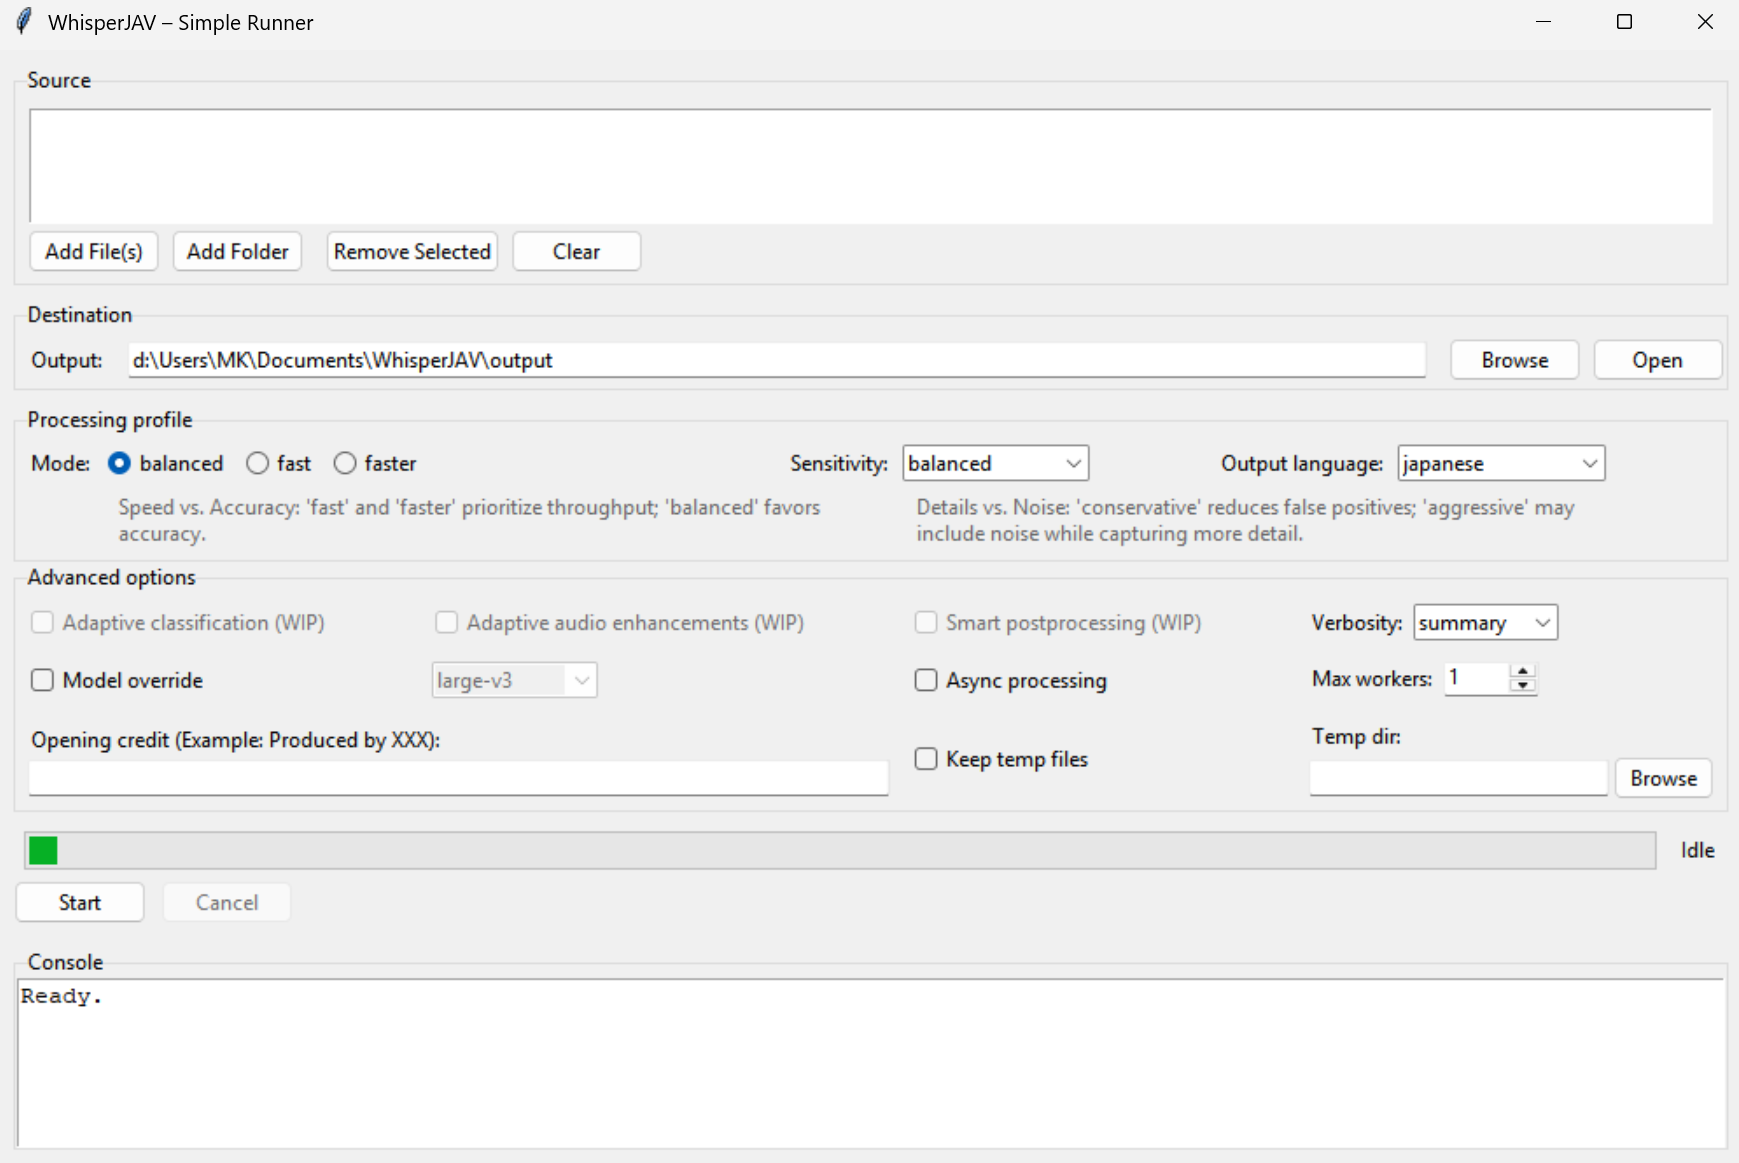 WhisperJAV – Simple Runner
Source
Add File(s) Add Folder Remove Selected Clear
Destination
Output: d:\Users\MK\Documents\WhisperJAV\output Browse Open
Processing profile
Mode: balanced fast faster Sensitivity: balanced Output language: japanese
Speed vs. Accuracy: 'fast' and 'faster' prioritize throughput; 'balanced' favors
accuracy.
Details vs. Noise: 'conservative' reduces false positives; 'aggressive' may
include noise while capturing more detail.
Advanced options
Adaptive classification (WIP) Adaptive audio enhancements (WIP) Smart postprocessing (WIP) Verbosity: summary
Model override large-v3 Async processing Max workers: 1
Opening credit (Example: Produced by XXX):
Keep temp files
Temp dir:
Browse
Idle
Start Cancel
Console
Ready.